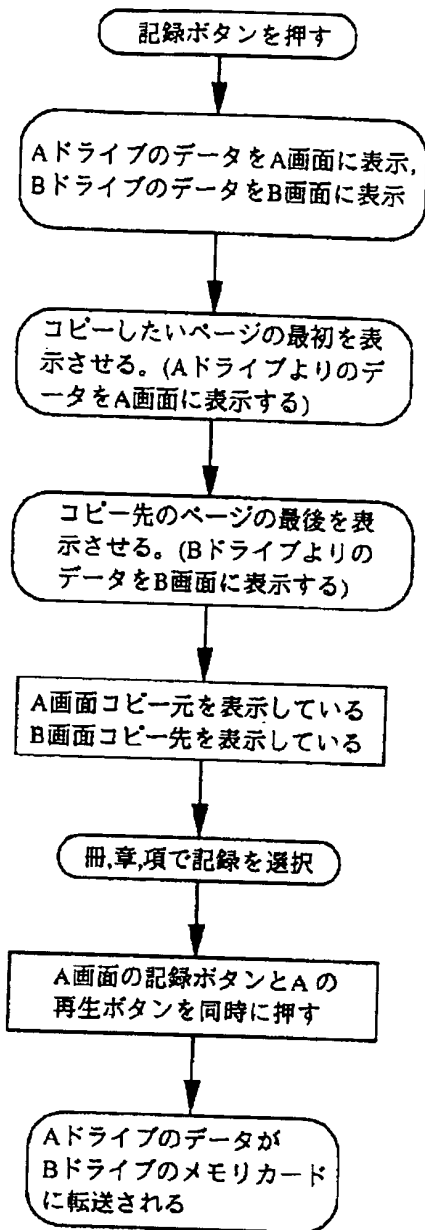 記録ボタンを押す
AドライブのデータをA画面に表示,
BドライブのデータをB画面に表示
コピーしたいページの最初を表
示させる。(Aドライブよりのデ
ータをA画面に表示する)
コピー先のページの最後を表
示させる。(Bドライブよりの
データをB画面に表示する)
A画面コピー元を表示している
B画面コピー先を表示している
冊,章,項で記録を選択
A画面の記録ボタンとAの
再生ボタンを同時に押す
Aドライブのデータが
Bドライブのメモリカード
に転送される